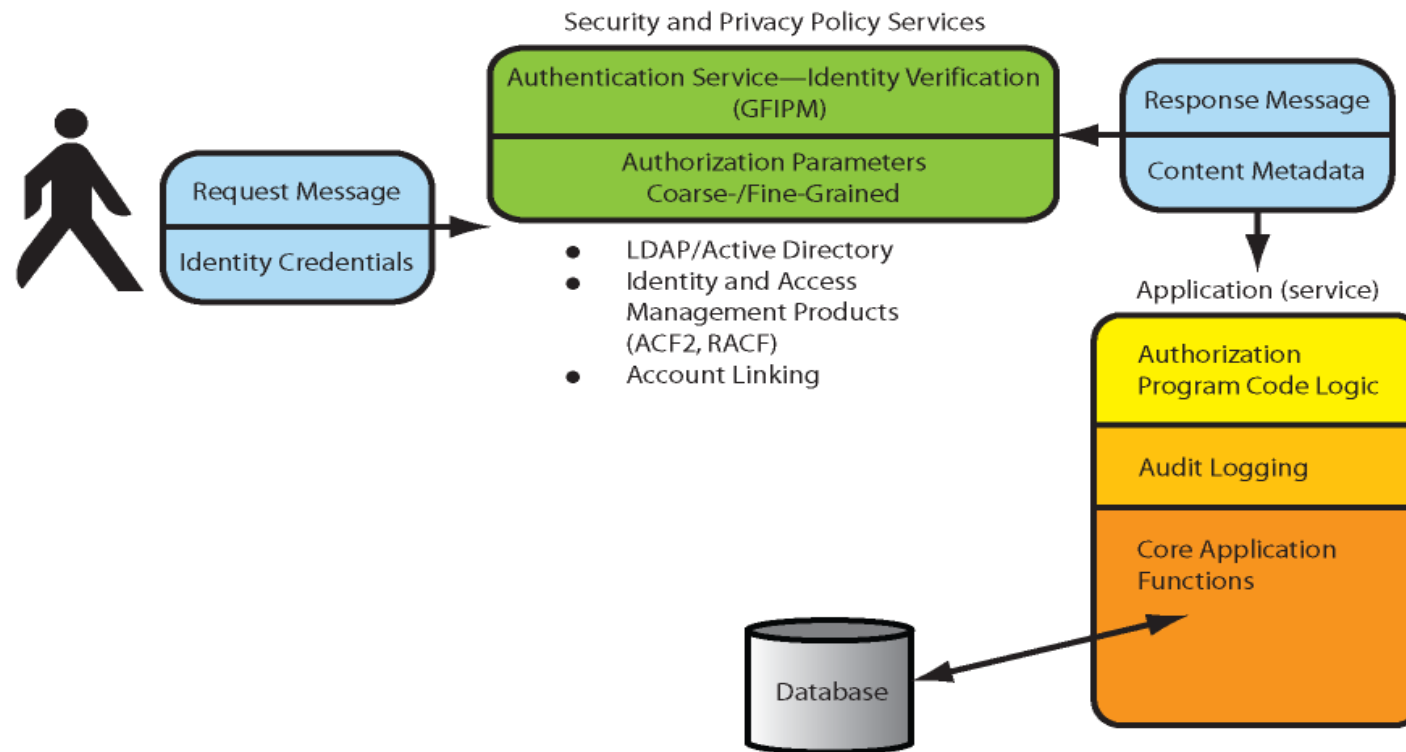 Security and Privacy Policy Services
Authentication Service—Identity Verification
(GFIPM)
Authorization Parameters
Coarse-/Fine-Grained
Request Message
Identity Credentials
LDAP/Active Directory
Identity and Access
Management Products
(ACF2, RACF)
Account Linking
Response Message
Content Metadata
Application (service)
Authorization
Program Code Logic
Audit Logging
Core Application
Functions
Database